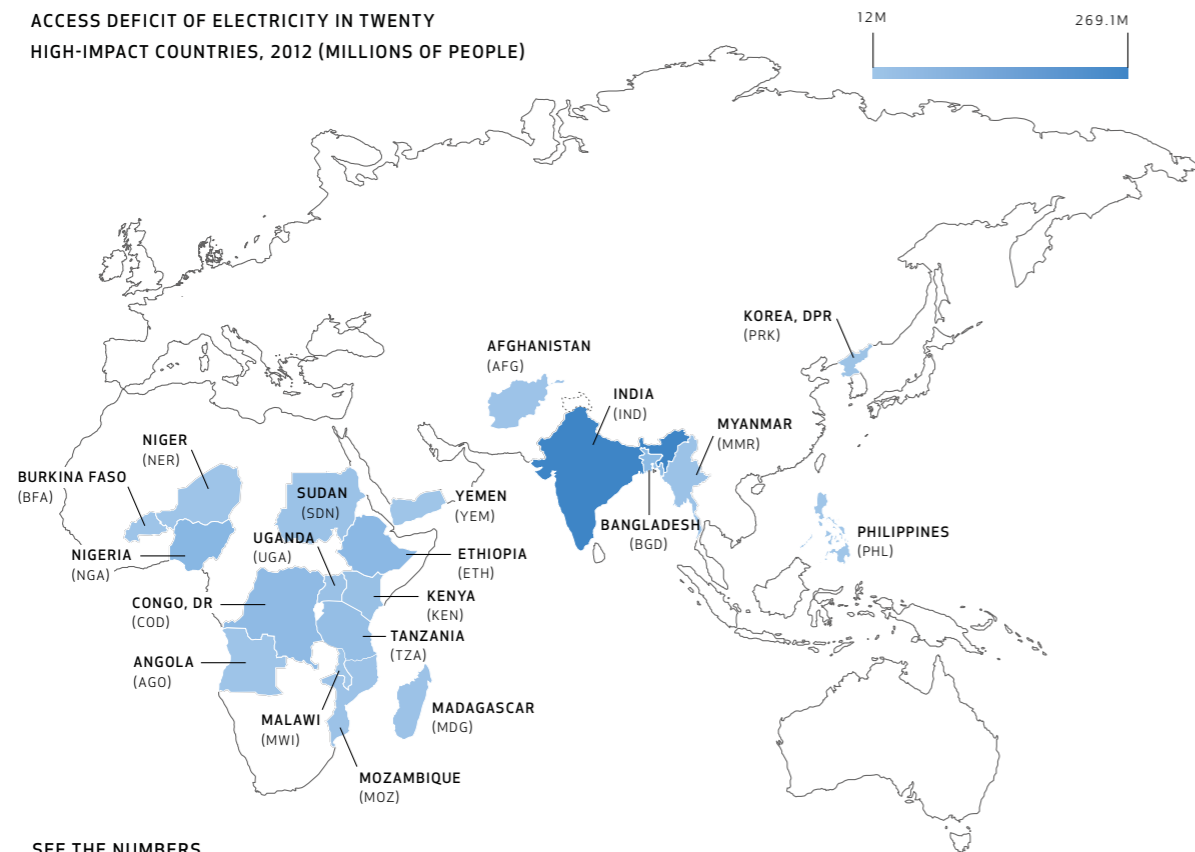 ACCESS DEFICIT OF ELECTRICITY IN TWENTY
HIGH-IMPACT COUNTRIES, 2012 (MILLIONS OF PEOPLE)
12M
269.1M
KOREA, DPR
(PRK)
AFGHANISTAN
(AFG)
INDIA
(IND)
MYANMAR
(MMR)
NIGER
(NER)
BURKINA FASO
(BFA)
SUDAN
(SDN)
YEMEN
(YEM)
BANGLADESH
(BGD)
PHILIPPINES
(PHL)
UGANDA
(UGA)
NIGERIA
(NGA)
ETHIOPIA
(ETH)
CONGO, DR
(COD)
KENYA
(KEN)
TANZANIA
(TZA)
ANGOLA
(AGO)
MALAWI
(MWI)
MADAGASCAR
(MDG)
MOZAMBIQUE
(MOZ)
SEE THE NUMBERS